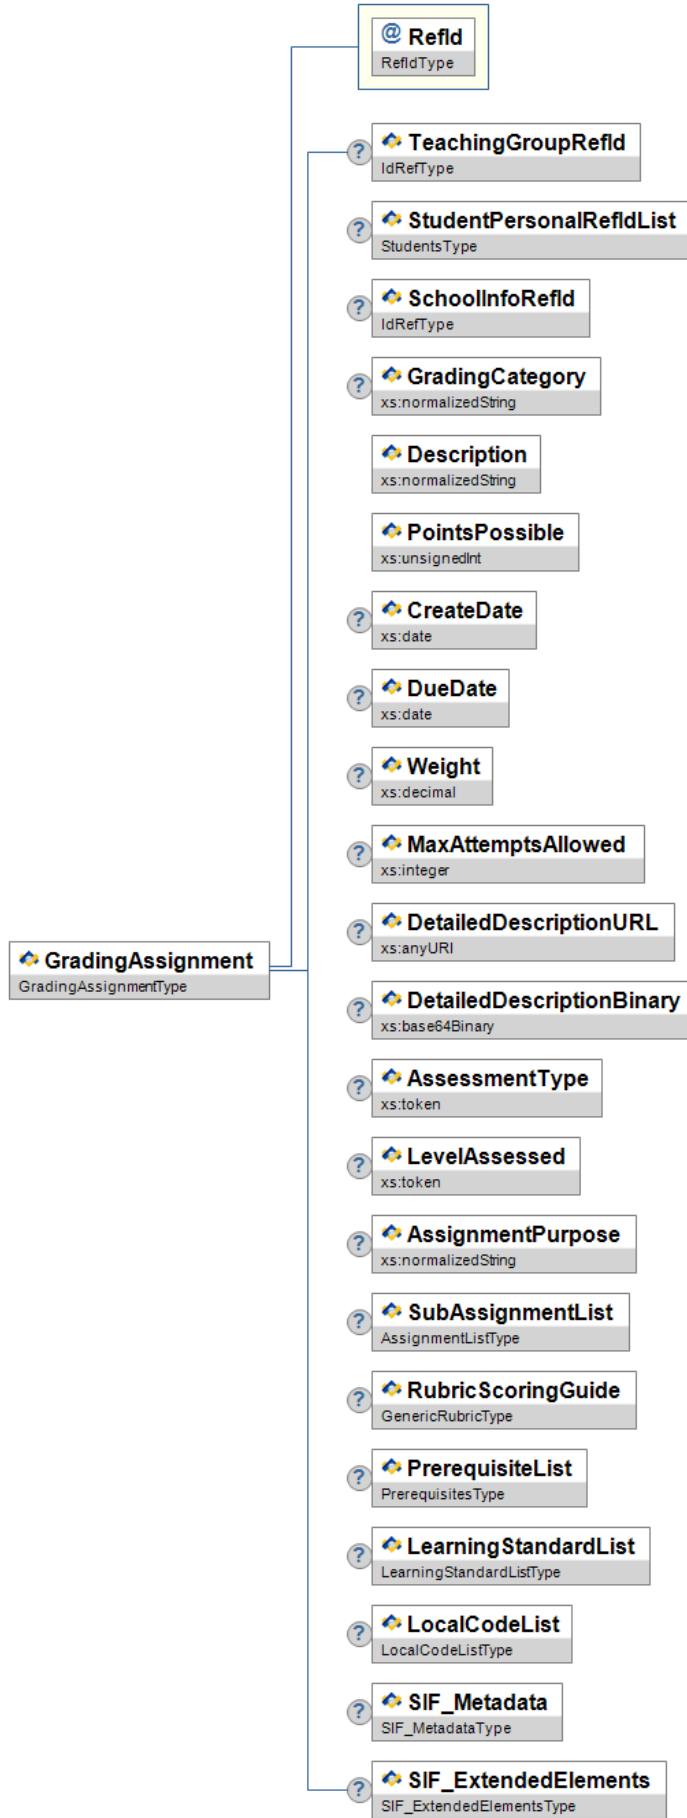 @ RefId
RefIdType
? TeachingGroupRefId
IdRefType
? StudentPersonalRefIdList
StudentsType
? SchoolInfoRefId
IdRefType
? GradingCategory
xs:normalizedString
Description
xs:normalizedString
PointsPossible
xs:unsignedInt
? CreateDate
xs:date
? DueDate
xs:date
? Weight
xs:decimal
? MaxAttemptsAllowed
xs:integer
? DetailedDescriptionURL
xs:anyURI
GradingAssignment
GradingAssignmentType
? DetailedDescriptionBinary
xs:base64Binary
? AssessmentType
xs:token
? LevelAssessed
xs:token
? AssignmentPurpose
xs:normalizedString
? SubAssignmentList
AssignmentListType
? RubricScoringGuide
GenericRubricType
? PrerequisiteList
PrerequisitesType
? LearningStandardList
LearningStandardListType
? LocalCodeList
LocalCodeListType
? SIF_Metadata
SIF_MetadataType
? SIF_ExtendedElements
SIF_ExtendedElementsType